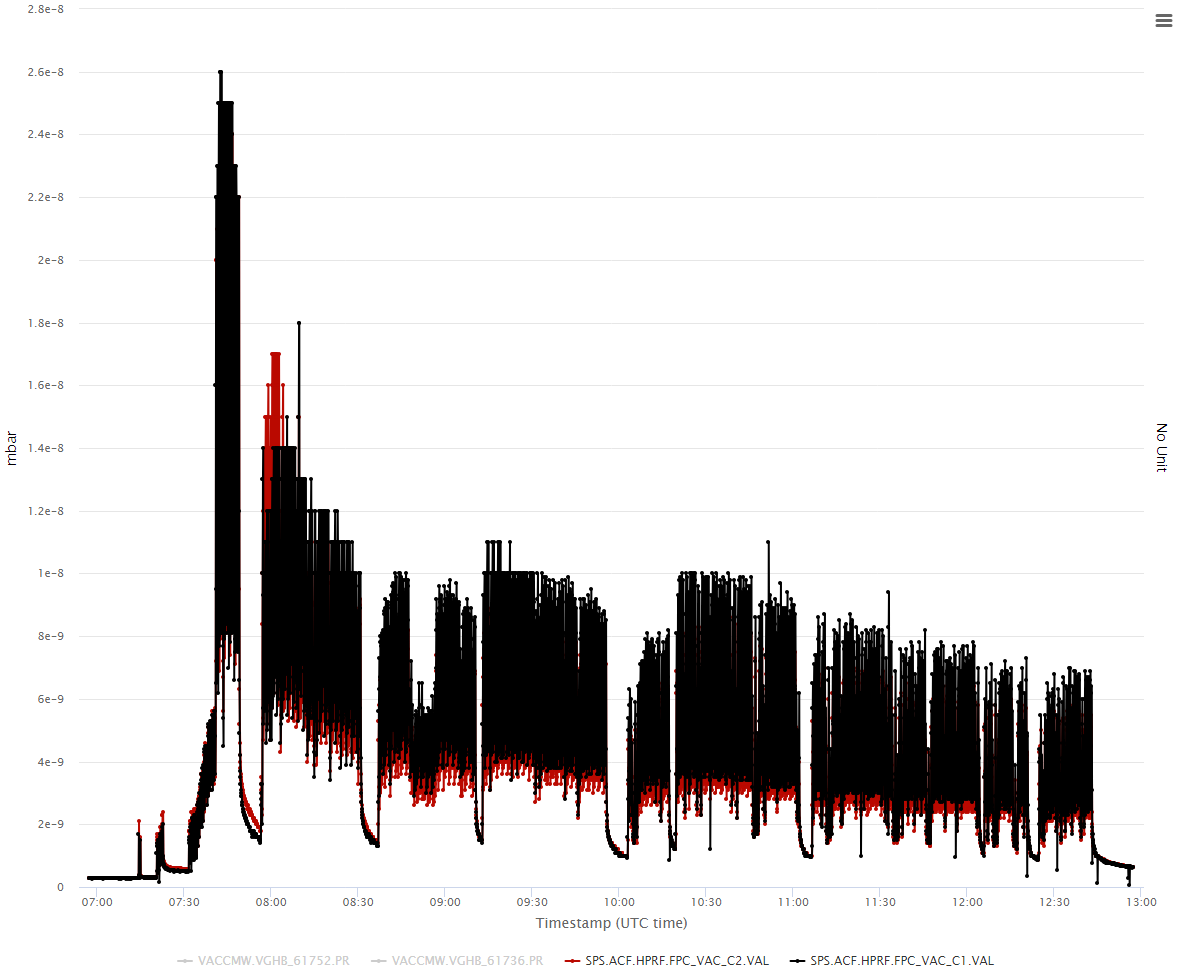 2.8e-8
2.6e-8
2.4e-8
2.2e-8
2e-8
1.8e-8
1.6e-8
1.4e-8
1.2e-8
1e-8
8e-9
6e-9
4e-9
2e-9
0
mbar
No Unit
07:00 07:30 08:00 08:30 09:00 09:30 10:00 10:30 11:00 11:30 12:00 12:30 13:00
Timestamp (UTC time)
VACCMW.VGHB_61752.PR VACCMW.VGHB_61736.PR SPS.ACF.HPRF.FPC_VAC_C2.VAL SPS.ACF.HPRF.FPC_VAC_C1.VAL